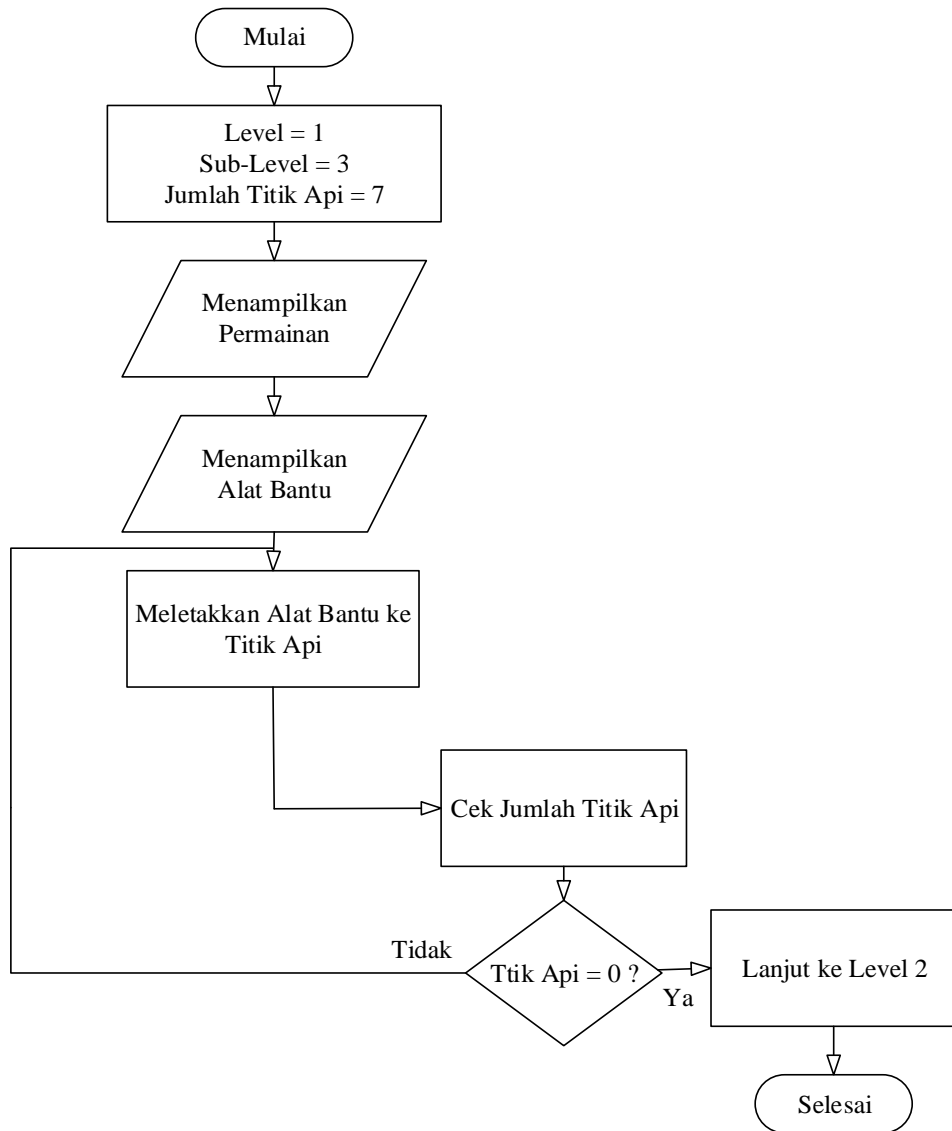 Mulai
Level = 1
Sub-Level = 3
Jumlah Titik Api = 7
Menampilkan
Permainan
Menampilkan
Alat Bantu
Meletakkan Alat Bantu ke
Titik Api
Cek Jumlah Titik Api
Tidak
Ttik Api = 0 ?
Ya
Lanjut ke Level 2
Selesai